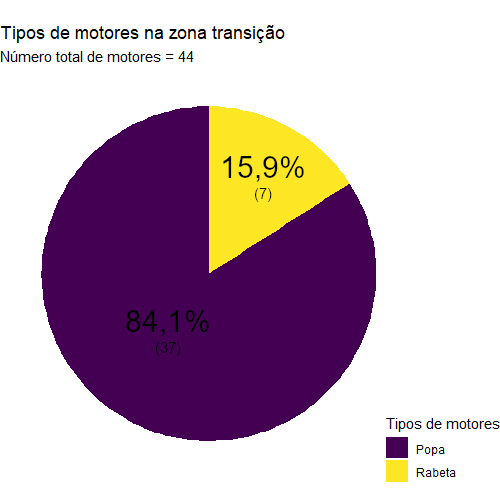 Tipos de motores na zona transição
Número total de motores = 44
15,9%
(7)
84,1%
(37)
Tipos de motores
Popa
Rabeta